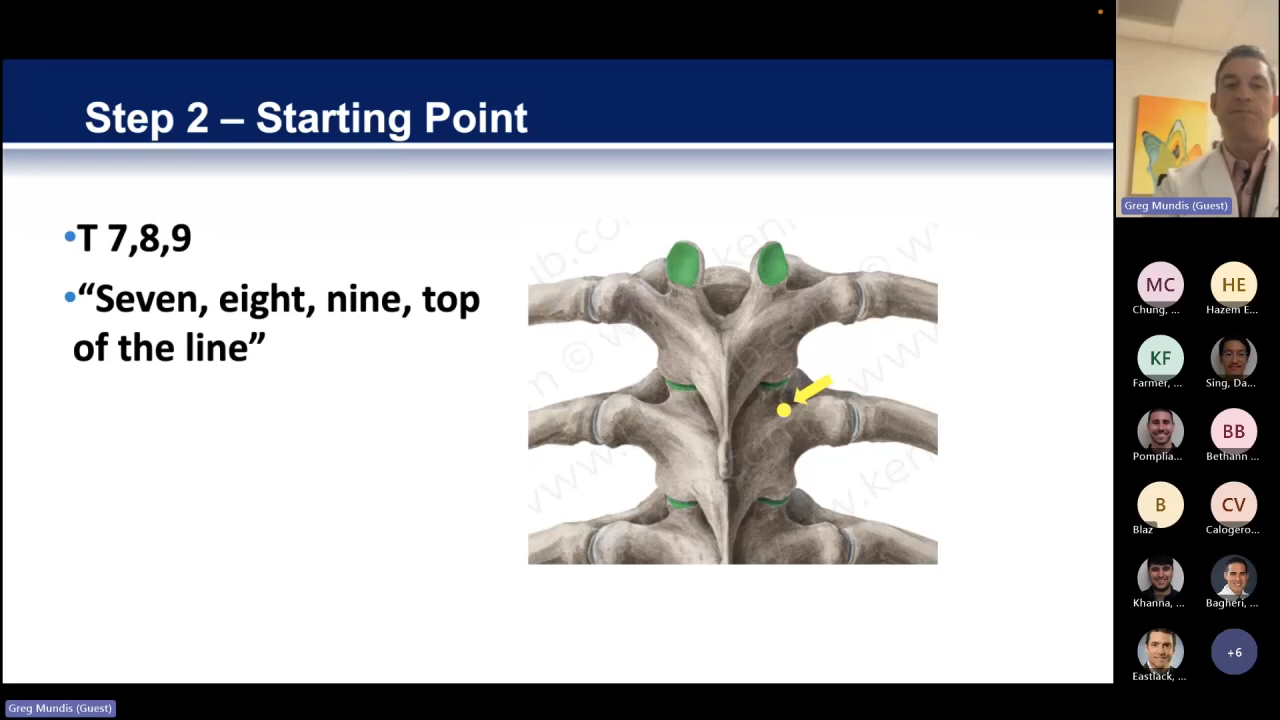 Step 2 – Starting Point
•T 7,8,9
•“Seven, eight, nine, top
of the line”
Greg Mundis (Guest)
MC
Chung, ...
HE
Hazem E...
KF
Farmer, ...
Sing, Da...
Pomplia...
BB
Bethann ...
B
Blaz
CV
Calogero...
Khanna, ...
Bagheri, ...
Eastlack, ...
+6
Greg Mundis (Guest)